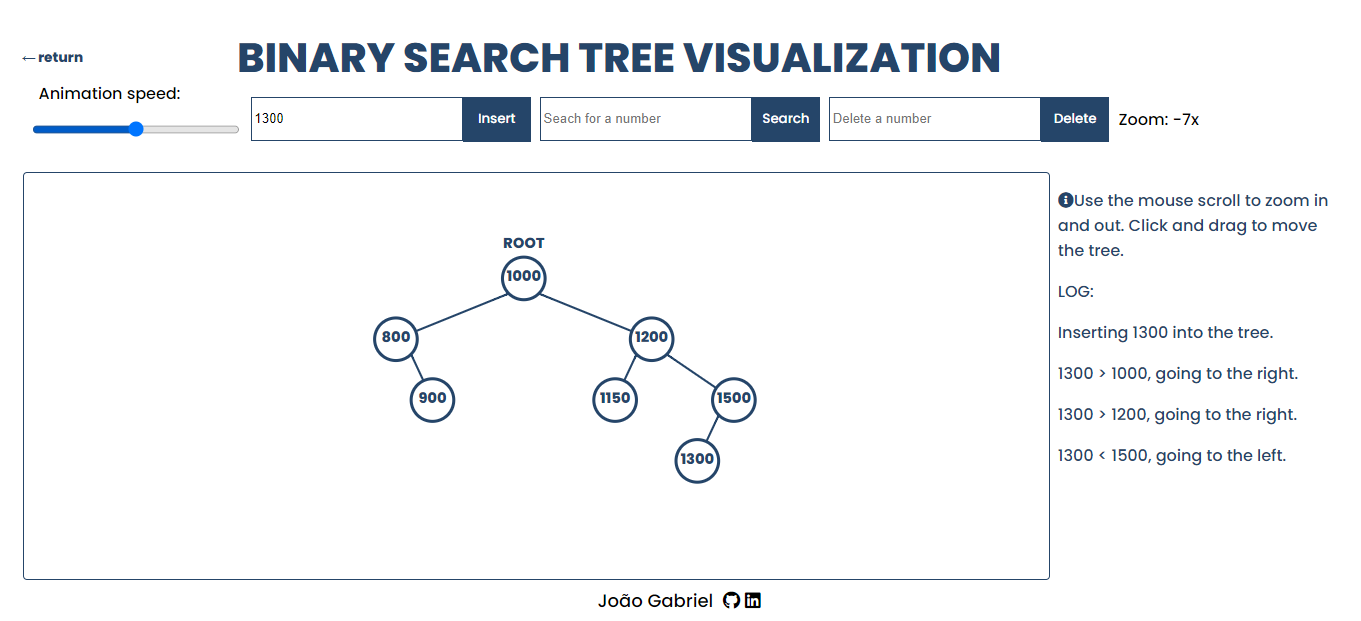 ←return
BINARY SEARCH TREE VISUALIZATION
Animation speed:
1300
Insert
Seach for a number
Search
Delete a number
Delete
Zoom: -7x
ROOT
1000
800
1200
900
1150
1500
1300
Use the mouse scroll to zoom in
and out. Click and drag to move
the tree.
LOG:
Inserting 1300 into the tree.
1300 > 1000, going to the right.
1300 > 1200, going to the right.
1300 < 1500, going to the left.
João Gabriel